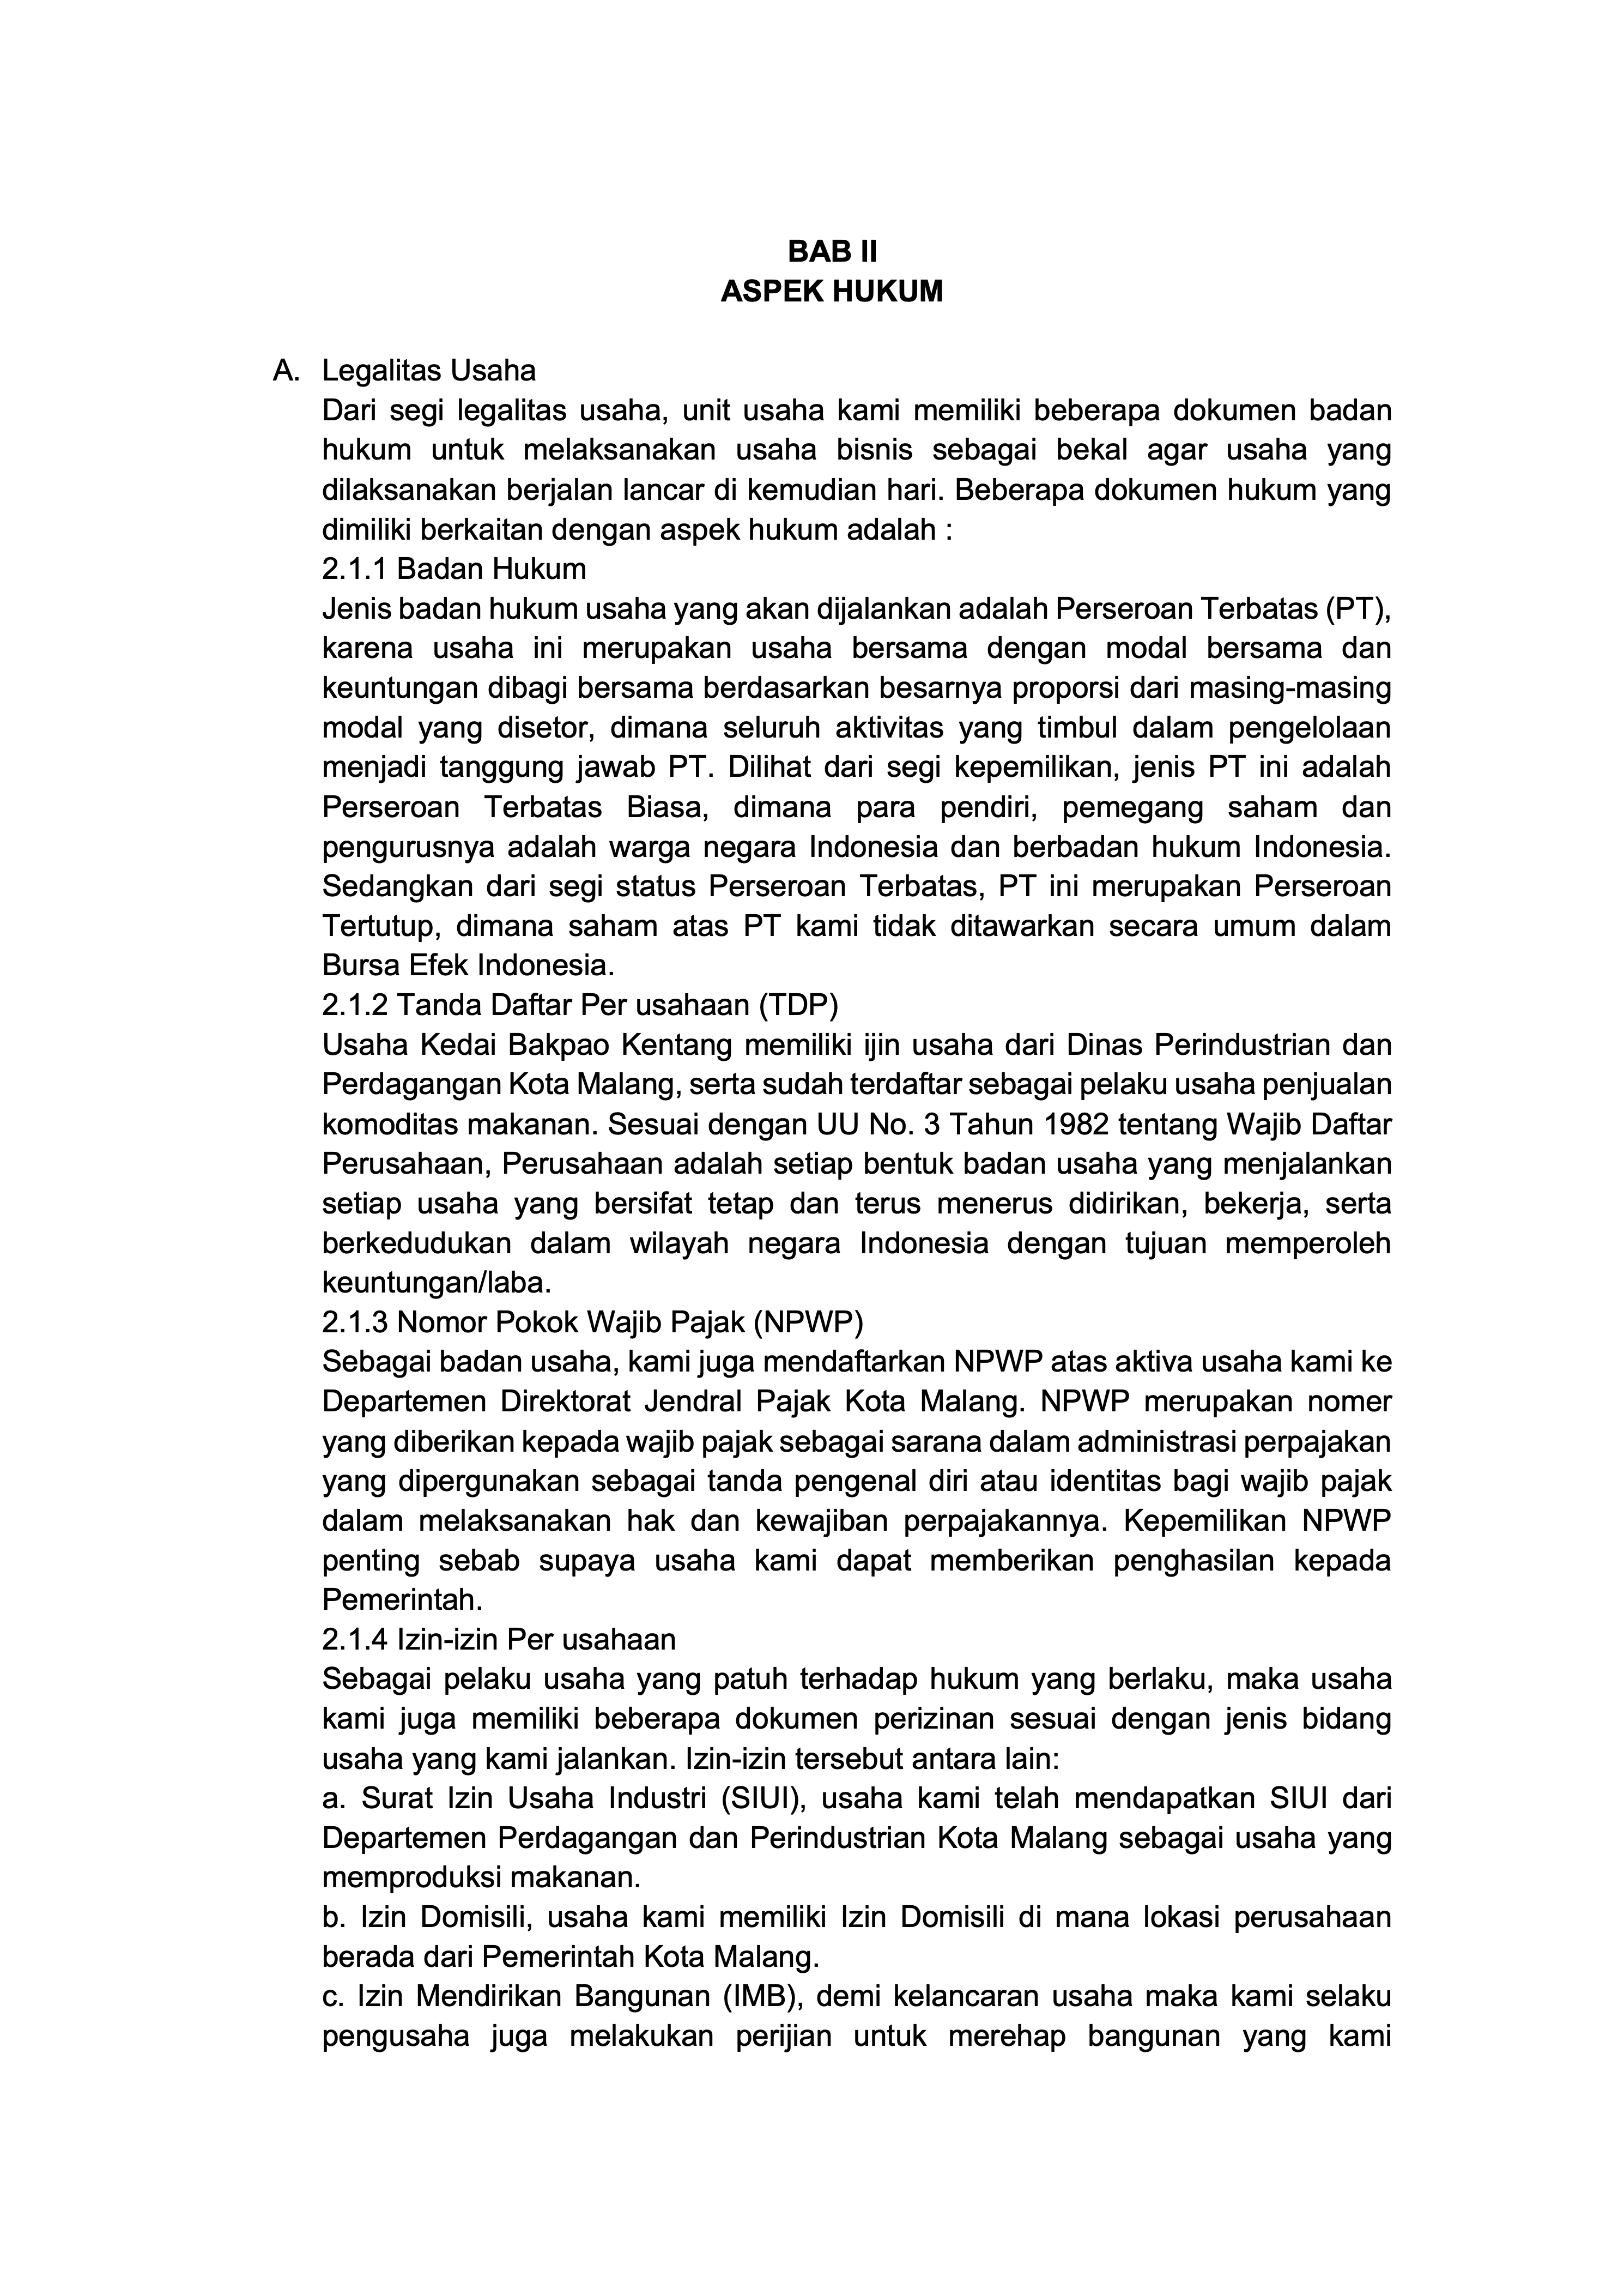 BAB II
ASPEK HUKUM
A. Legalitas Usaha
Dari segi legalitas usaha, unit usaha kami memiliki beberapa dokumen badan
hukum untuk melaksanakan usaha bisnis sebagai bekal agar usaha yang
dilaksanakan berjalan lancar di kemudian hari. Beberapa dokumen hukum yang
dimiliki berkaitan dengan aspek hukum adalah :
2.1.1 Badan Hukum
Jenis badan hukum usaha yang akan dijalankan adalah Perseroan Terbatas (PT),
karena usaha ini merupakan usaha bersama dengan modal bersama dan
keuntungan dibagi bersama berdasarkan besarnya proporsi dari masing-masing
modal yang disetor, dimana seluruh aktivitas yang timbul dalam pengelolaan
menjadi tanggung jawab PT. Dilihat dari segi kepemilikan, jenis PT ini adalah
Perseroan Terbatas Biasa, dimana para pendiri, pemegang saham dan
pengurusnya adalah warga negara Indonesia dan berbadan hukum Indonesia.
Sedangkan dari segi status Perseroan Terbatas, PT ini merupakan Perseroan
Tertutup, dimana saham atas PT kami tidak ditawarkan secara umum dalam
Bursa Efek Indonesia.
2.1.2 Tanda Daftar Per usahaan (TDP)
Usaha Kedai Bakpao Kentang memiliki ijin usaha dari Dinas Perindustrian dan
Perdagangan Kota Malang, serta sudah terdaftar sebagai pelaku usaha penjualan
komoditas makanan. Sesuai dengan UU No. 3 Tahun 1982 tentang Wajib Daftar
Perusahaan, Perusahaan adalah setiap bentuk badan usaha yang menjalankan
setiap usaha yang bersifat tetap dan terus menerus didirikan, bekerja, serta
berkedudukan dalam wilayah negara Indonesia dengan tujuan memperoleh
keuntungan/laba.
2.1.3 Nomor Pokok Wajib Pajak (NPWP)
Sebagai badan usaha, kami juga mendaftarkan NPWP atas aktiva usaha kami ke
Departemen Direktorat Jendral Pajak Kota Malang. NPWP merupakan nomer
yang diberikan kepada wajib pajak sebagai sarana dalam administrasi perpajakan
yang dipergunakan sebagai tanda pengenal diri atau identitas bagi wajib pajak
dalam melaksanakan hak dan kewajiban perpajakannya. Kepemilikan NPWP
penting sebab supaya usaha kami dapat memberikan penghasilan kepada
Pemerintah.
2.1.4 Izin-izin Per usahaan
Sebagai pelaku usaha yang patuh terhadap hukum yang berlaku, maka usaha
kami juga memiliki beberapa dokumen perizinan sesuai dengan jenis bidang
usaha yang kami jalankan. Izin-izin tersebut antara lain:
a. Surat Izin Usaha Industri (SIUI), usaha kami telah mendapatkan SIUI dari
Departemen Perdagangan dan Perindustrian Kota Malang sebagai usaha yang
memproduksi makanan.
b. Izin Domisili, usaha kami memiliki Izin Domisili di mana lokasi perusahaan
berada dari Pemerintah Kota Malang.
c. Izin Mendirikan Bangunan (IMB), demi kelancaran usaha maka kami selaku
pengusaha juga melakukan perijian untuk merehap bangunan yang kami